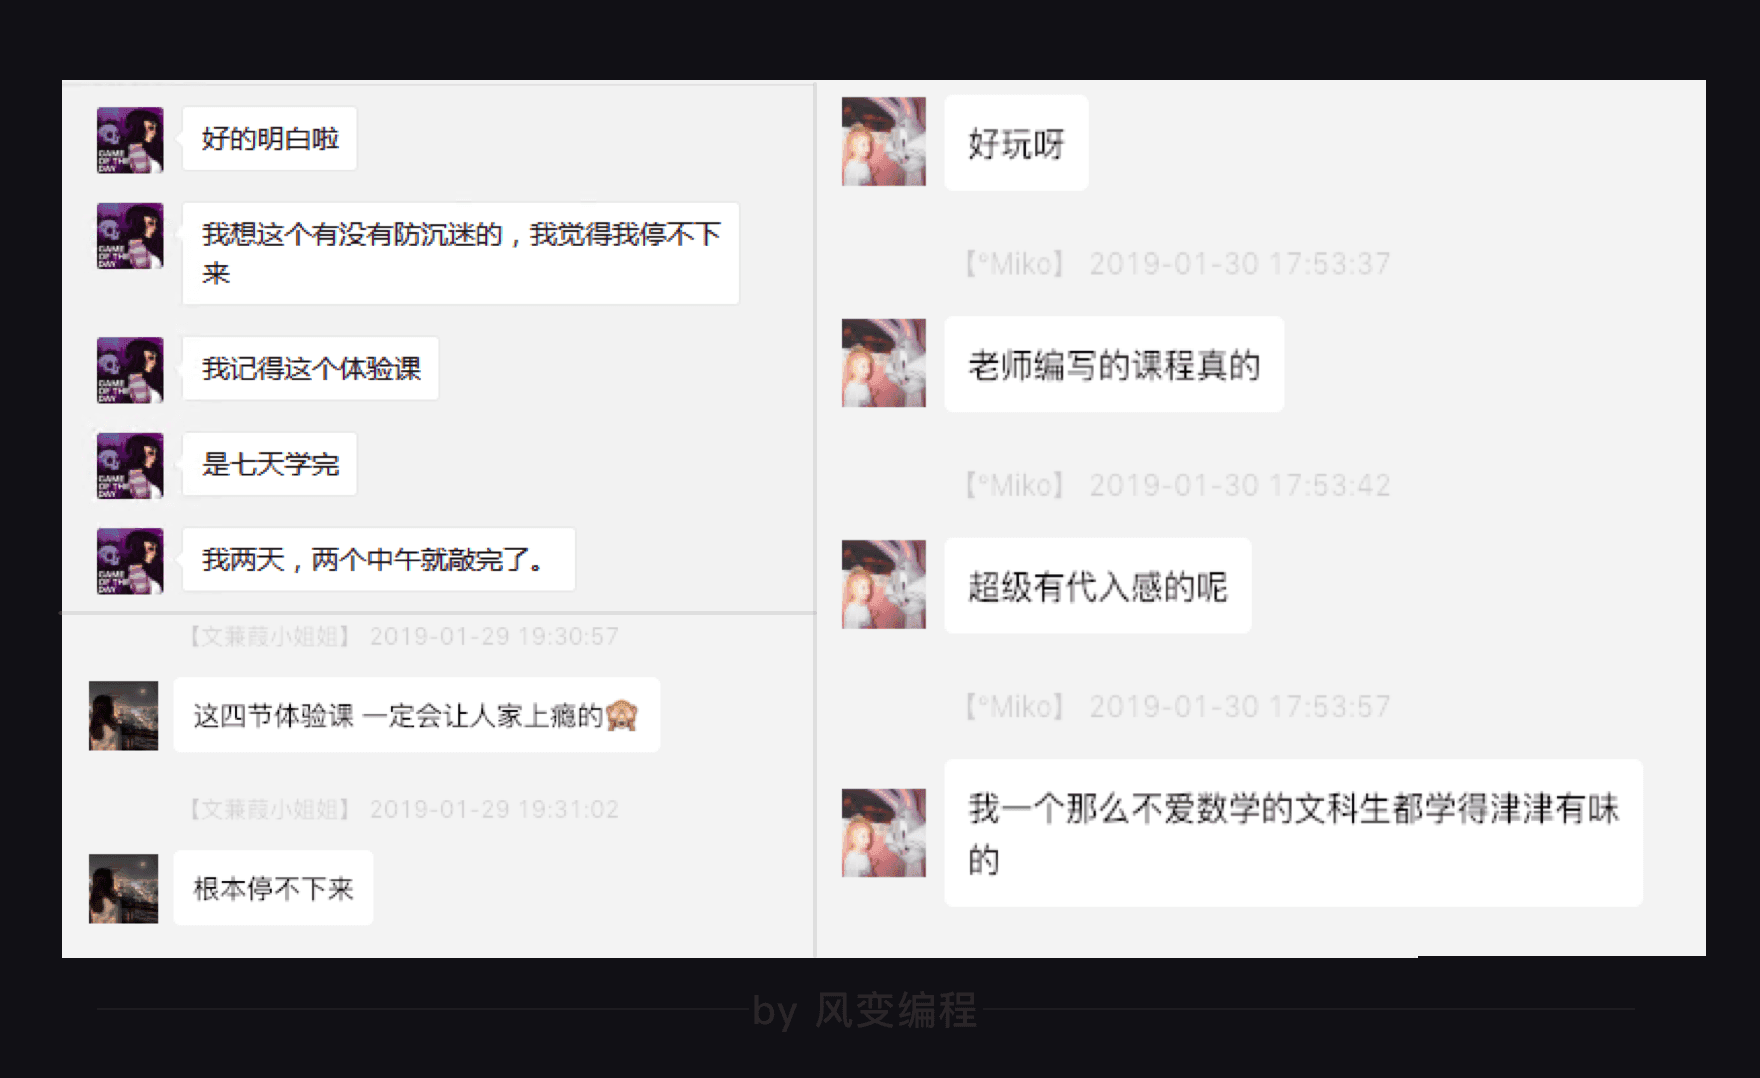 好的明白啦
我想这个有没有防沉迷的，我觉得我停不下
来
我记得这个体验课
是七天学完
我两天，两个中午就敲完了。
【文蒹葭小姐姐】 2019-01-29 19:30:57
这四节体验课 一定会让人家上瘾的🙈
【文蒹葭小姐姐】 2019-01-29 19:31:02
根本停不下来
好玩呀
【°Miko】 2019-01-30 17:53:37
老师编写的课程真的
【°Miko】 2019-01-30 17:53:42
超级有代入感的呢
【°Miko】 2019-01-30 17:53:57
我一个那么不爱数学的文科生都学得津津有味
的
GAME
OF THE
DAY
by 风变编程